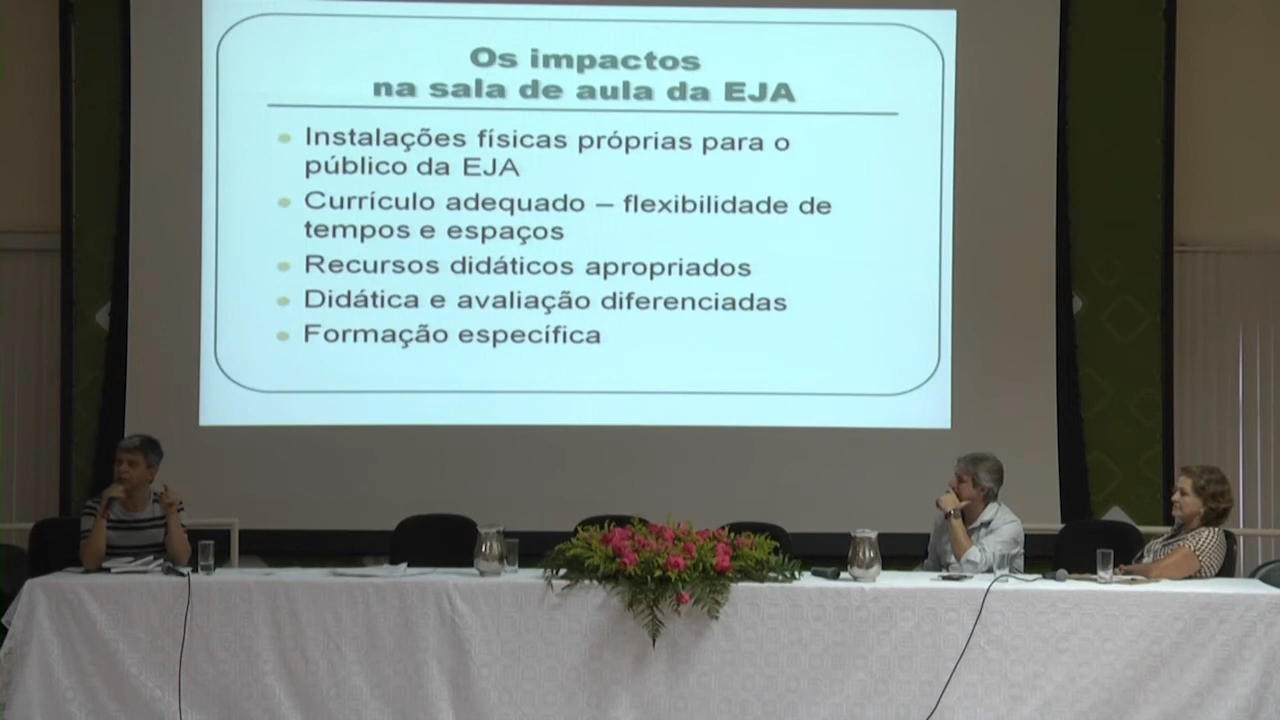 Os impactos
na sala de aula da EJA
Instalações físicas próprias para o
público da EJA
Currículo adequado – flexibilidade de
tempos e espaços
Recursos didáticos apropriados
Didática e avaliação diferenciadas
Formação específica